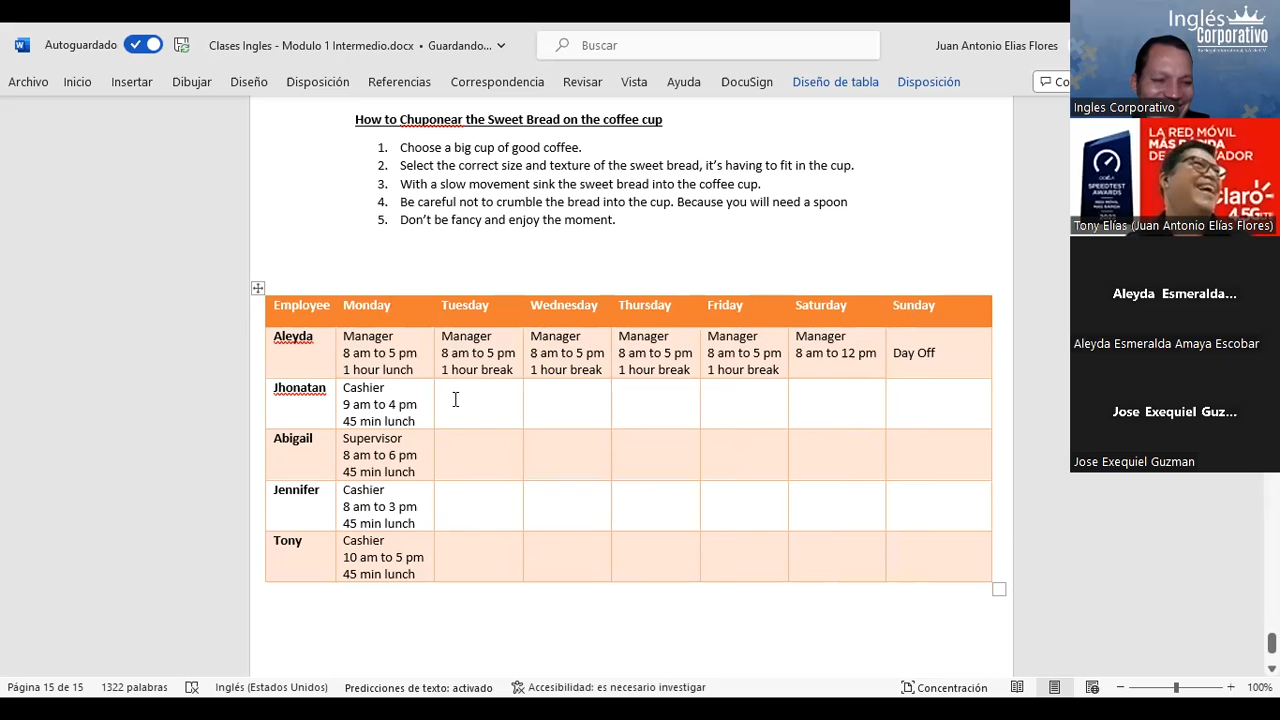 Autoguardado
Clases Ingles - Modulo 1 Intermedio.docx • Guardando...
Buscar
Juan Antonio Elias Flores
Archivo Inicio Insertar Dibujar Diseño Disposición Referencias Correspondencia Revisar Vista Ayuda DocuSign Diseño de tabla Disposición Co
How to Chuponear the Sweet Bread on the coffee cup
1. Choose a big cup of good coffee.
2. Select the correct size and texture of the sweet bread, it's having to fit in the cup.
3. With a slow movement sink the sweet bread into the coffee cup.
4. Be careful not to crumble the bread into the cup. Because you will need a spoon
5. Don't be fancy and enjoy the moment.
Employee Monday Tuesday Wednesday Thursday Friday Saturday Sunday
Aleyda Manager Manager Manager Manager Manager Manager
8 am to 5 pm 8 am to 5 pm 8 am to 5 pm 8 am to 5 pm 8 am to 5 pm 8 am to 12 pm Day Off
1 hour lunch 1 hour break 1 hour break 1 hour break 1 hour break
Jhonatan Cashier
9 am to 4 pm
45 min lunch
Abigail Supervisor
8 am to 6 pm
45 min lunch
Jennifer Cashier
8 am to 3 pm
45 min lunch
Tony Cashier
10 am to 5 pm
45 min lunch
Página 15 de 15 1322 palabras Inglés (Estados Unidos) Predicciones de texto: activado Accesibilidad: es necesario investigar Concentración 100%
Inglés
Corporativo
Ingles Corporativo
LA RED MÓVIL
MÁS RÁPIDA
SPEEDTEST
AWARDS
Claro
4.5G
Tony Elías (Juan Antonio Elías Flores)
Aleyda Esmeralda...
Aleyda Esmeralda Amaya Escobar
Jose Exequiel Guz...
Jose Exequiel Guzman